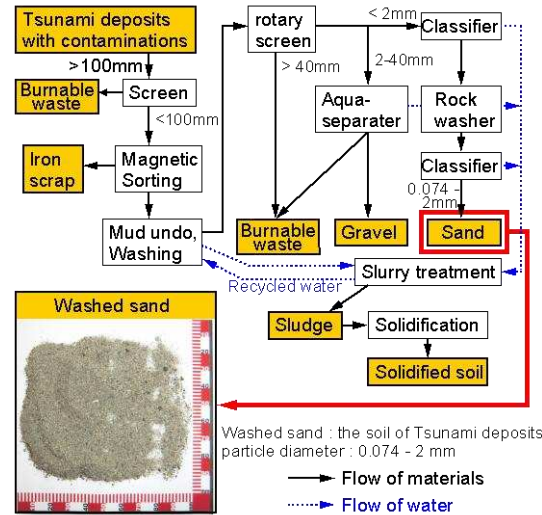 Tsunami deposits
with contaminations
>100mm
Burnable
waste
Screen
<100mm
Iron
scrap
Magnetic
Sorting
Mud undo,
Washing
rotary
screen
< 2mm
Classifier
> 40mm
2-40mm
Aqua-
separater
Rock
washer
Classifier
0.074 -
2mm
Burnable
waste
Gravel
Sand
Recycled water
Slurry treatment
Sludge
Solidification
Solidified soil
Washed sand
Washed sand : the soil of Tsunami deposits
particle diameter : 0.074 - 2 mm
Flow of materials
Flow of water